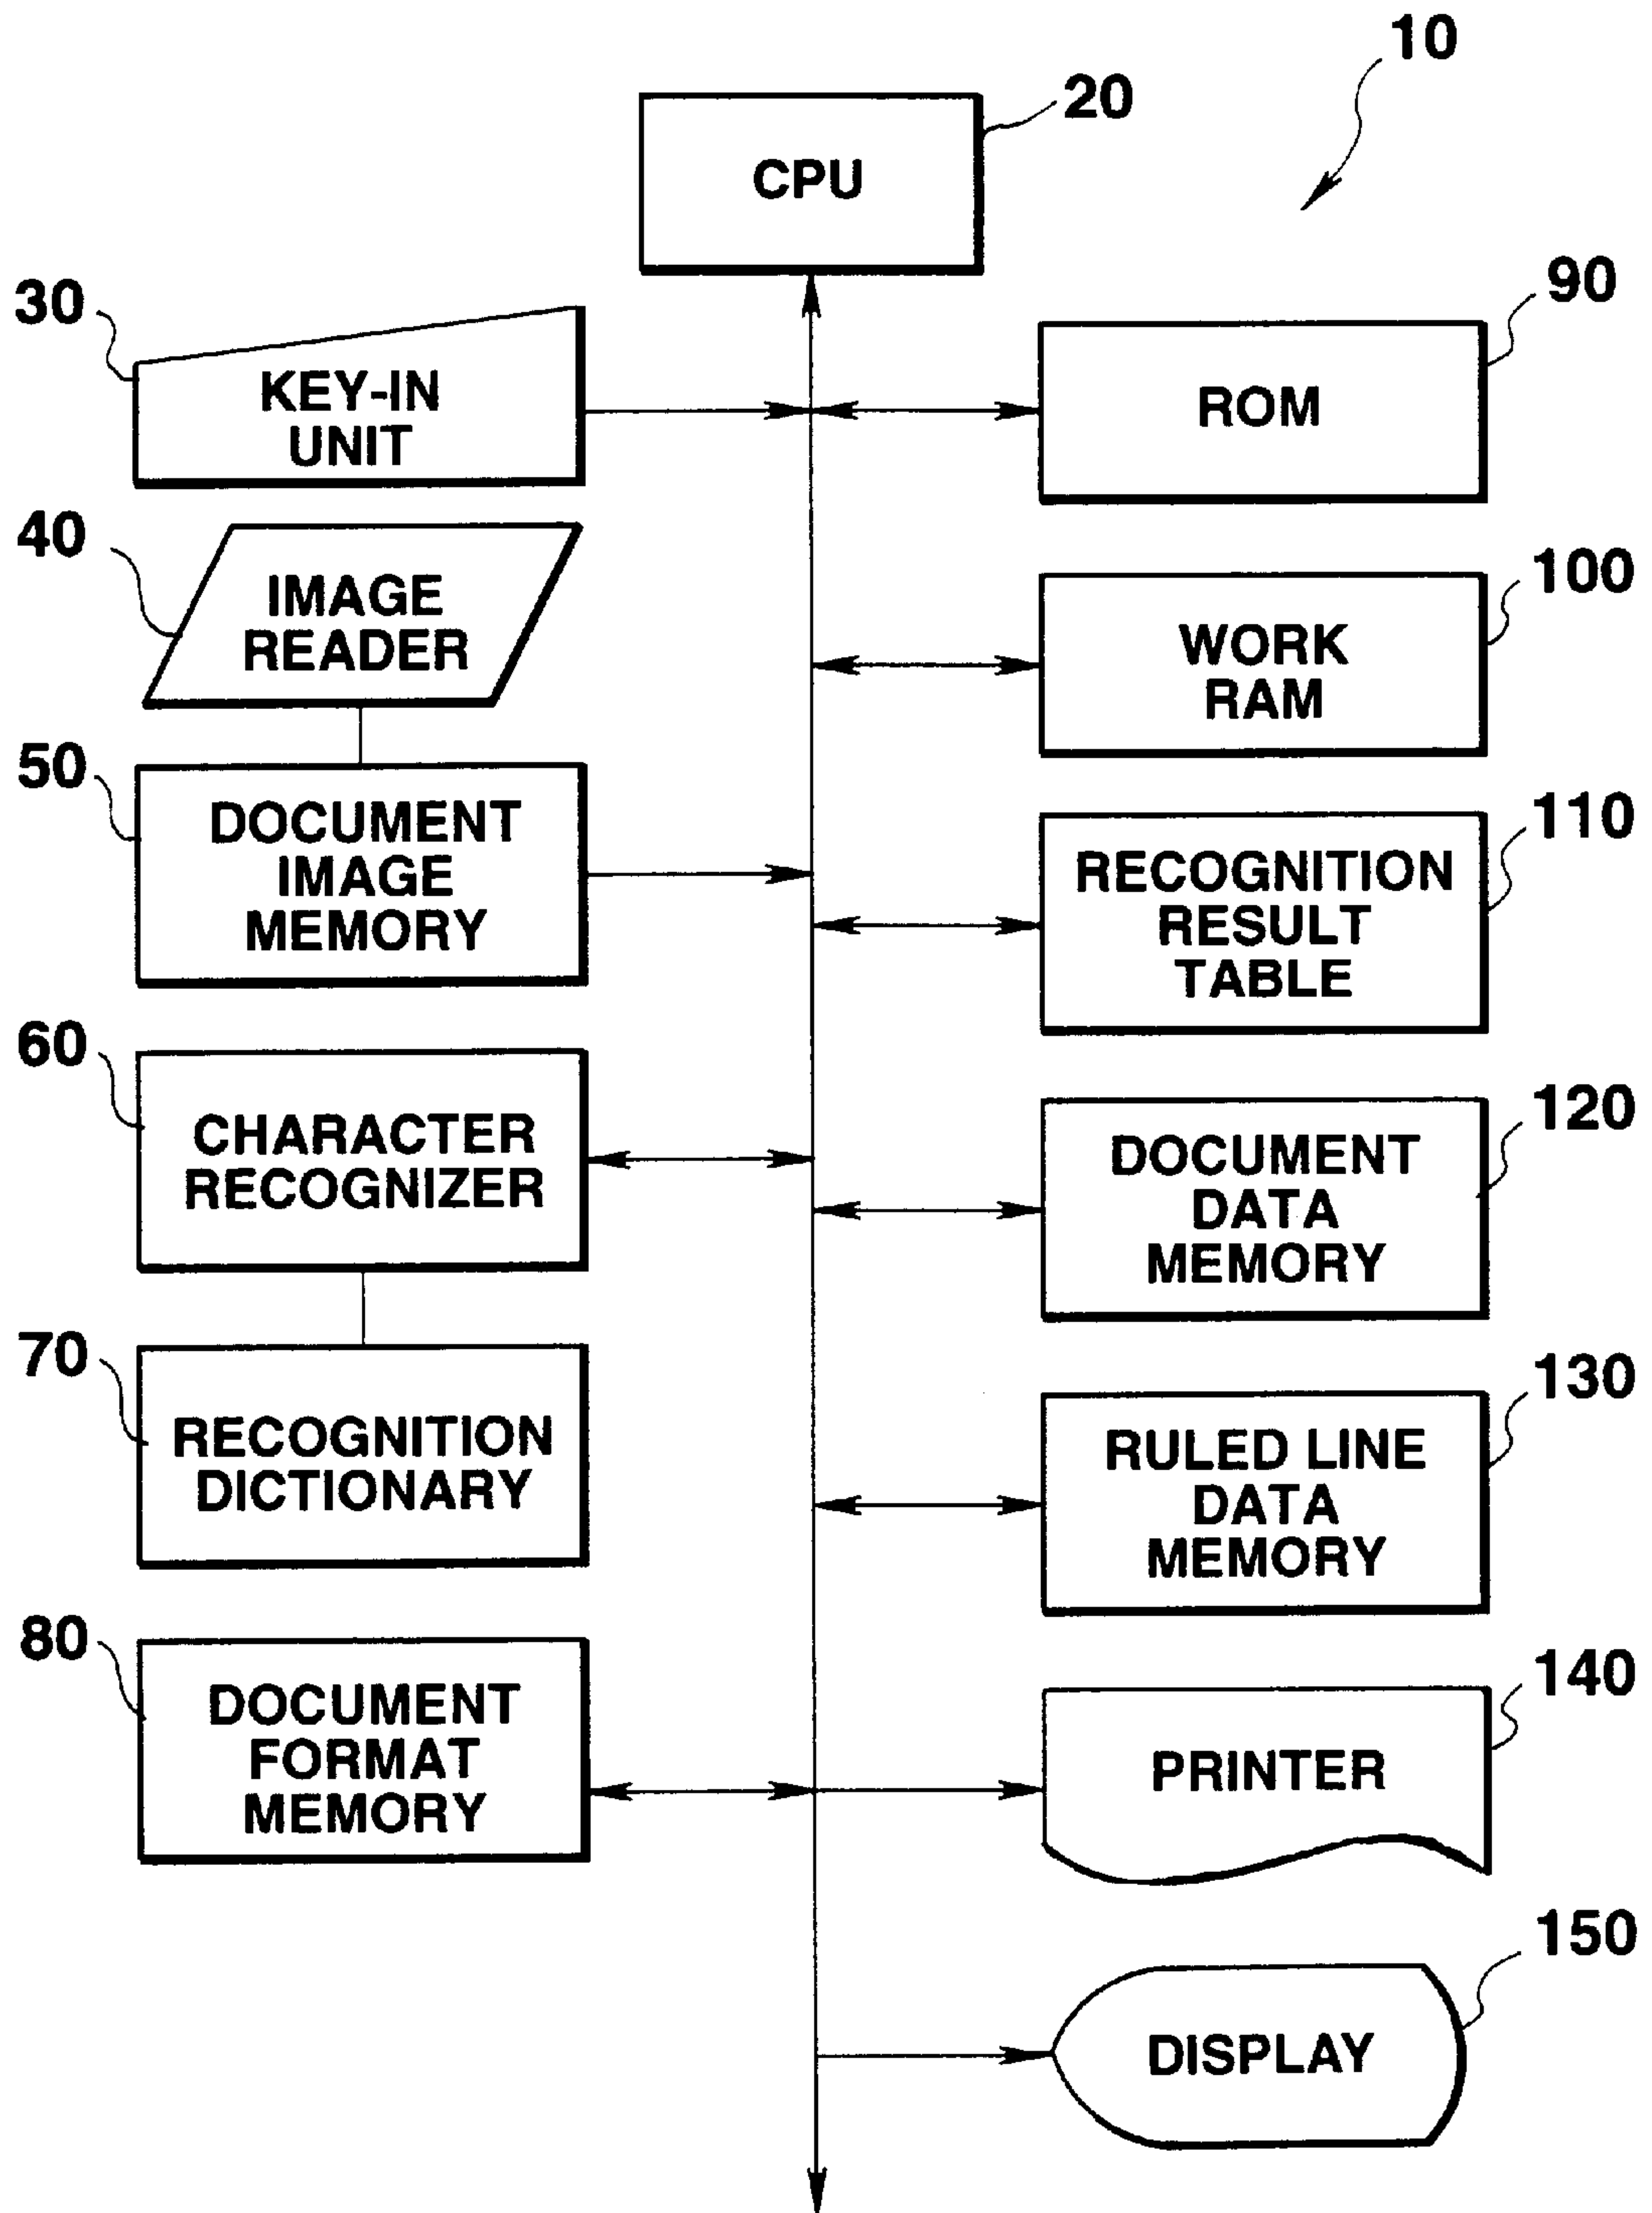 10
20
CPU
30
KEY-IN
UNIT
90
ROM
40
IMAGE
READER
100
WORK
RAM
50
DOCUMENT
IMAGE
MEMORY
110
RECOGNITION
RESULT
TABLE
60
CHARACTER
RECOGNIZER
120
DOCUMENT
DATA
MEMORY
70
RECOGNITION
DICTIONARY
130
RULED LINE
DATA
MEMORY
80
DOCUMENT
FORMAT
MEMORY
140
PRINTER
150
DISPLAY